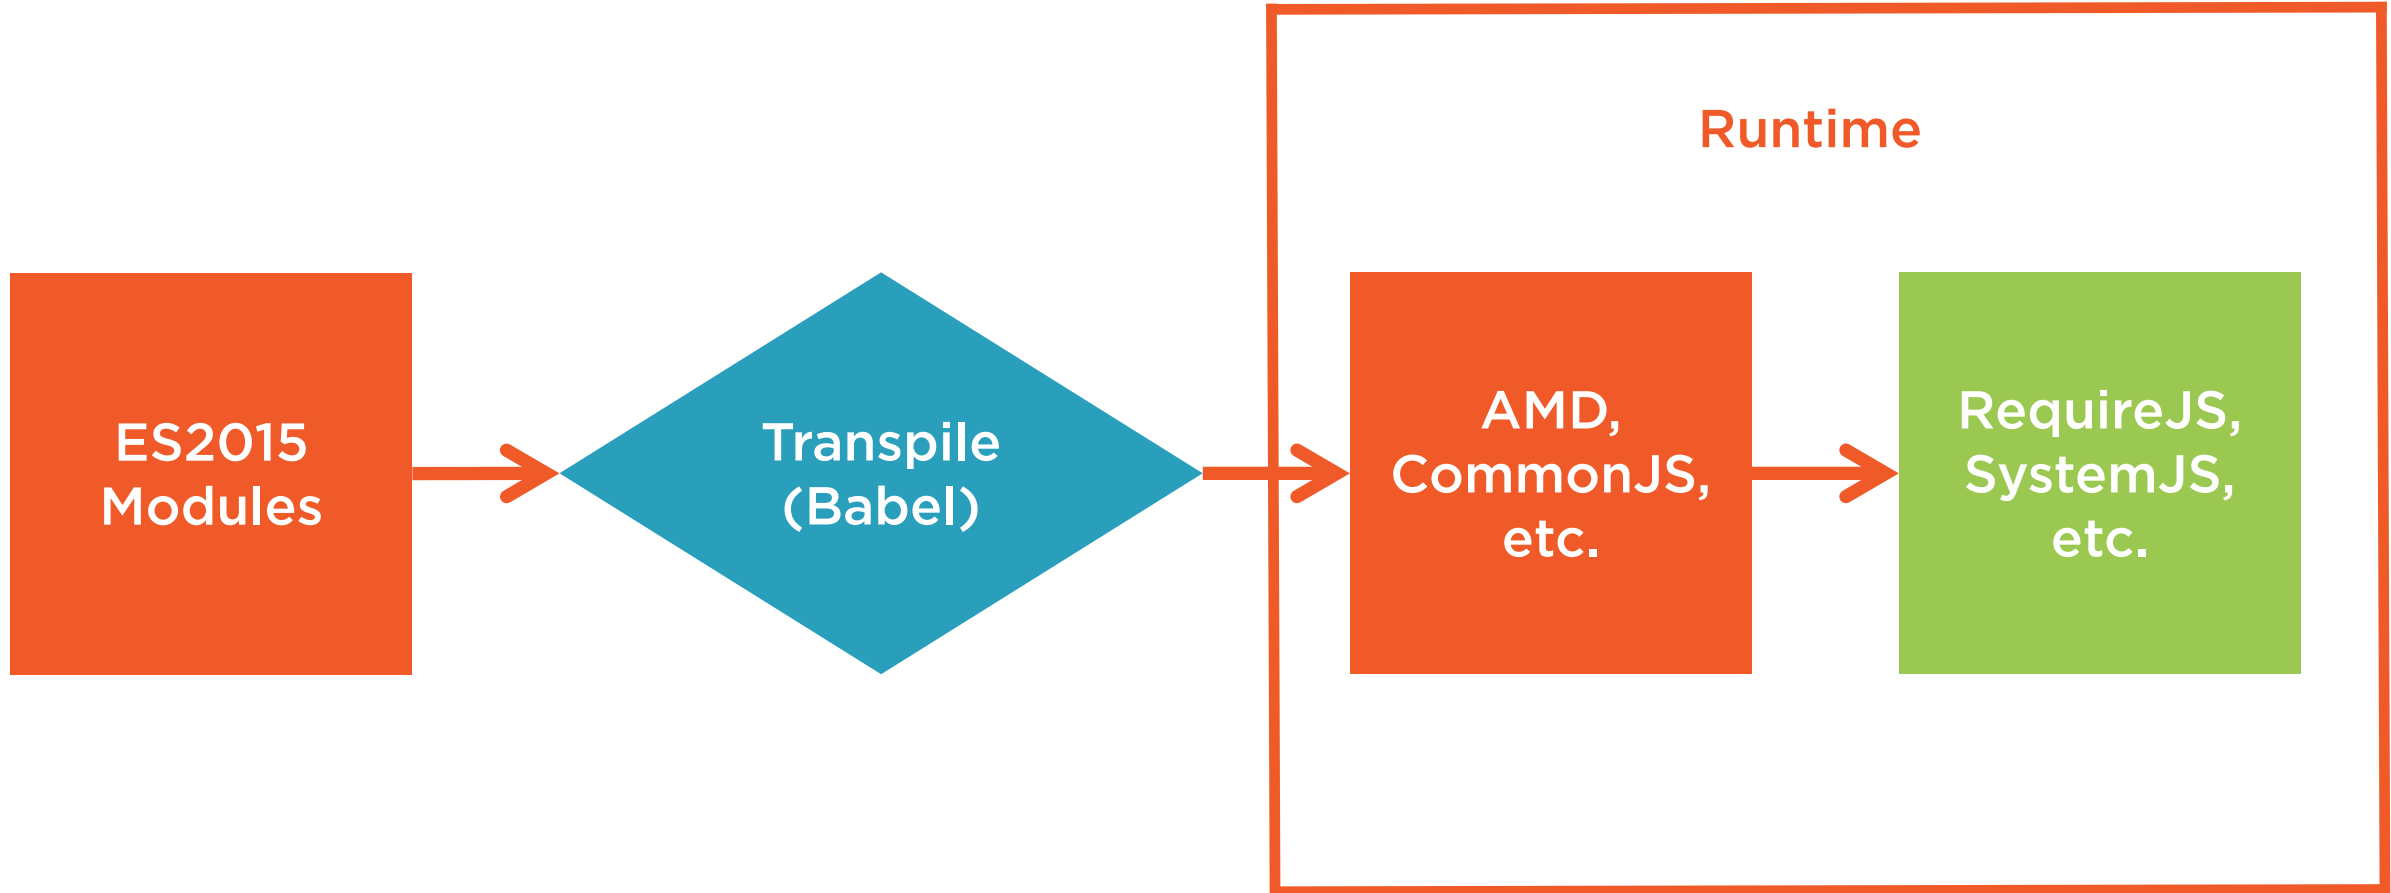 Runtime
ES2015
Modules
Transpile
(Babel)
AMD,
CommonJS,
etc.
RequireJS,
SystemJS,
etc.